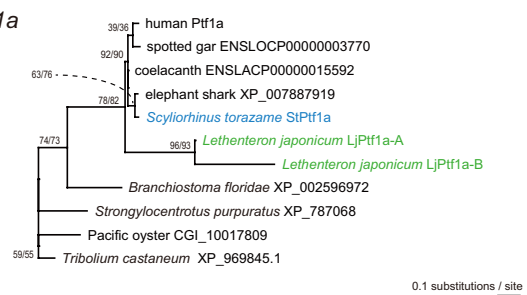 1a
39/36
human Ptf1a
spotted gar ENSLOCP00000003770
92/90
coelacanth ENSLACP00000015592
63/76
elephant shark XP_007887919
78/82
Scyliorhinus torazame StPtf1a
74/73
Lethenteron japonicum LjPtf1a-A
96/93
Lethenteron japonicum LjPtf1a-B
Branchiostoma floridae XP_002596972
Strongylocentrotus purpuratus XP_787068
Pacific oyster CGI_10017809
59/55
Tribolium castaneum XP_969845.1
0.1 substitutions / site